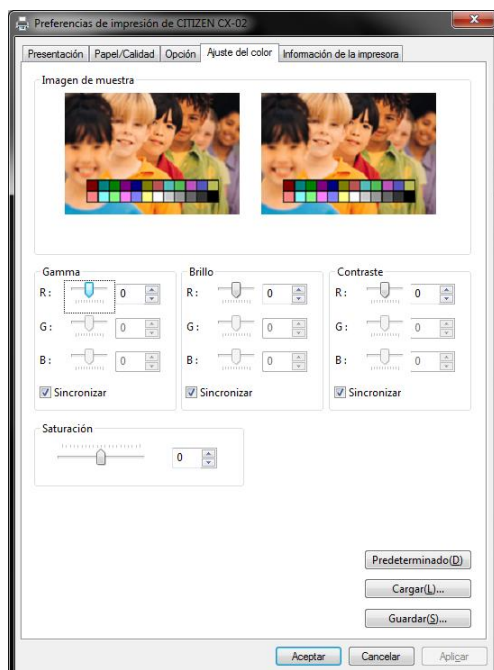 Preferencias de impresión de CITIZEN CX-02
Presentación Papel/Calidad Opción Ajuste del color Información de la impresora
Imagen de muestra
Gamma Brillo Contraste
R: 0 R: 0 R: 0
G: 0 G: 0 G: 0
B: 0 B: 0 B: 0
Sincronizar Sincronizar Sincronizar
Saturación
0
Predeterminado(D)
Cargar(L)...
Guardar(S)...
Aceptar Cancelar Aplicar